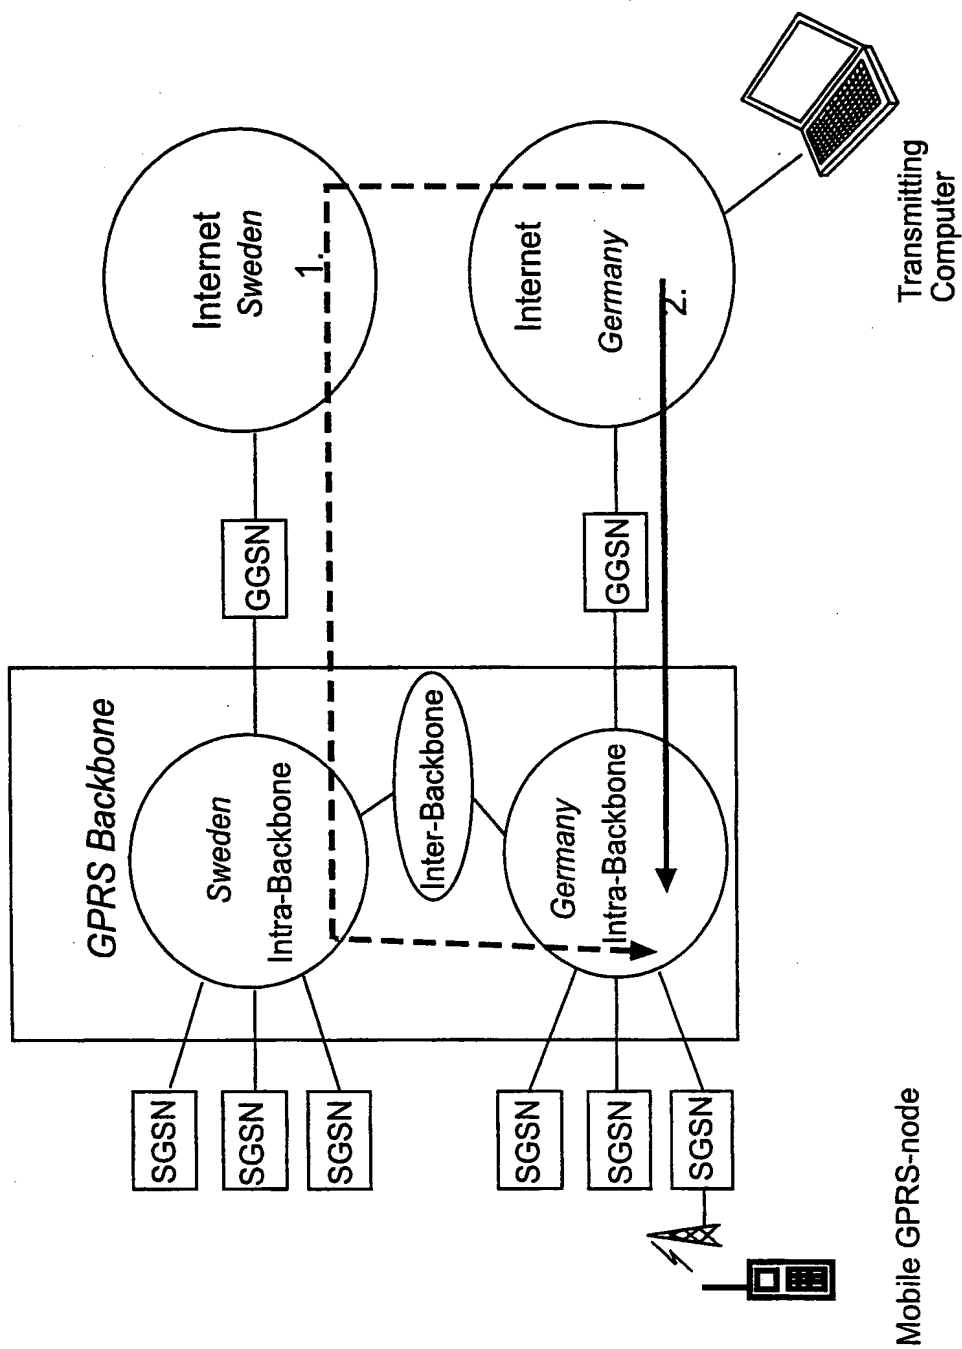 GPRS Backbone
SGSN
SGSN
SGSN
Sweden
Intra-Backbone
GGSN
Internet
Sweden
1.
Inter-Backbone
SGSN
SGSN
SGSN
Germany
Intra-Backbone
GGSN
Internet
Germany
2.
Mobile GPRS-node
Transmitting
Computer